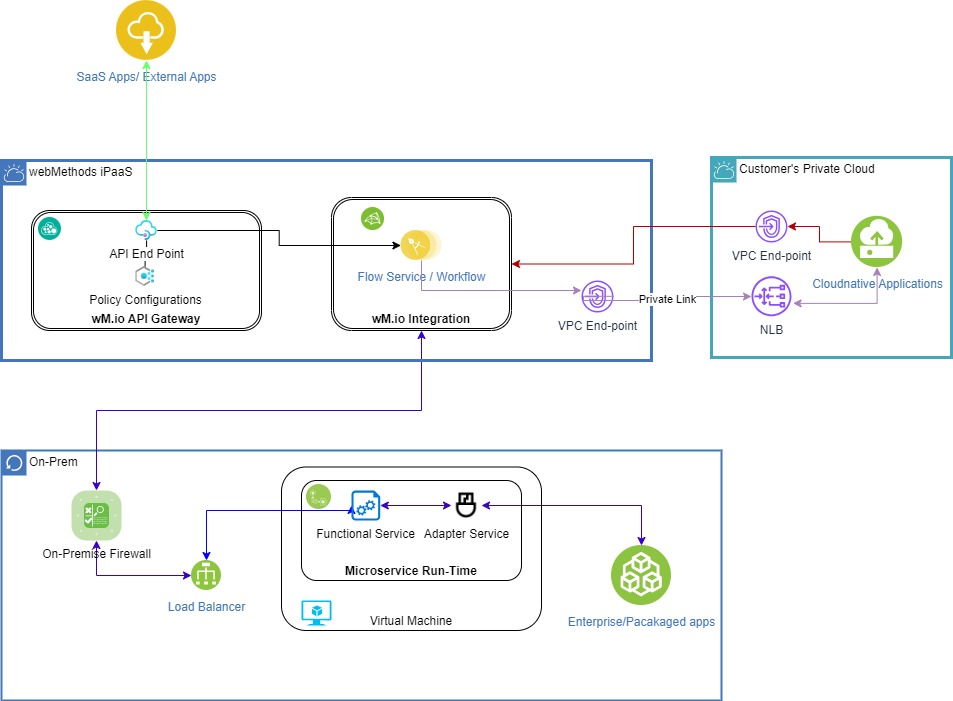 SaaS Apps/ External Apps
webMethods iPaaS
API End Point
Policy Configurations
wM.io API Gateway
Flow Service / Workflow
wM.io Integration
VPC End-point
Private Link
Customer's Private Cloud
VPC End-point
Cloudnative Applications
NLB
On-Prem
On-Premise Firewall
Load Balancer
Functional Service
Adapter Service
Microservice Run-Time
Virtual Machine
Enterprise/Pacakaged apps